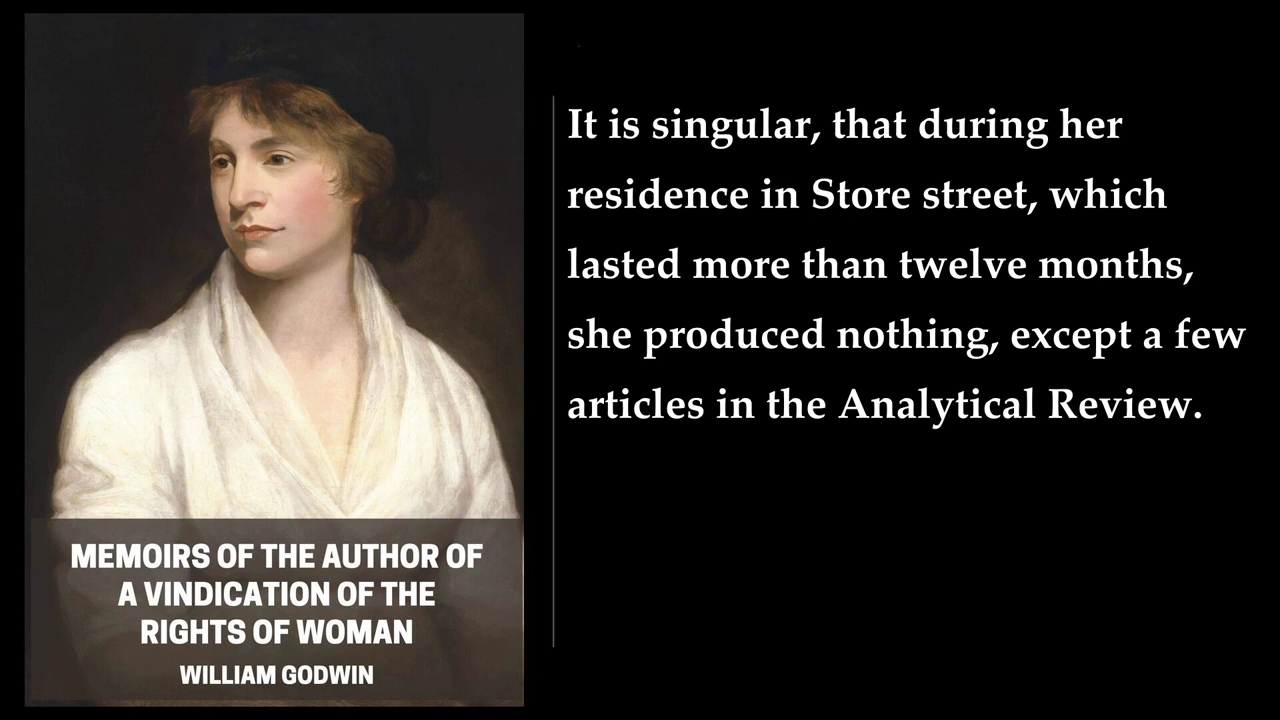 MEMOIRS OF THE AUTHOR OF
A VINDICATION OF THE
RIGHTS OF WOMAN
WILLIAM GODWIN
It is singular, that during her
residence in Store street, which
lasted more than twelve months,
she produced nothing, except a few
articles in the Analytical Review.